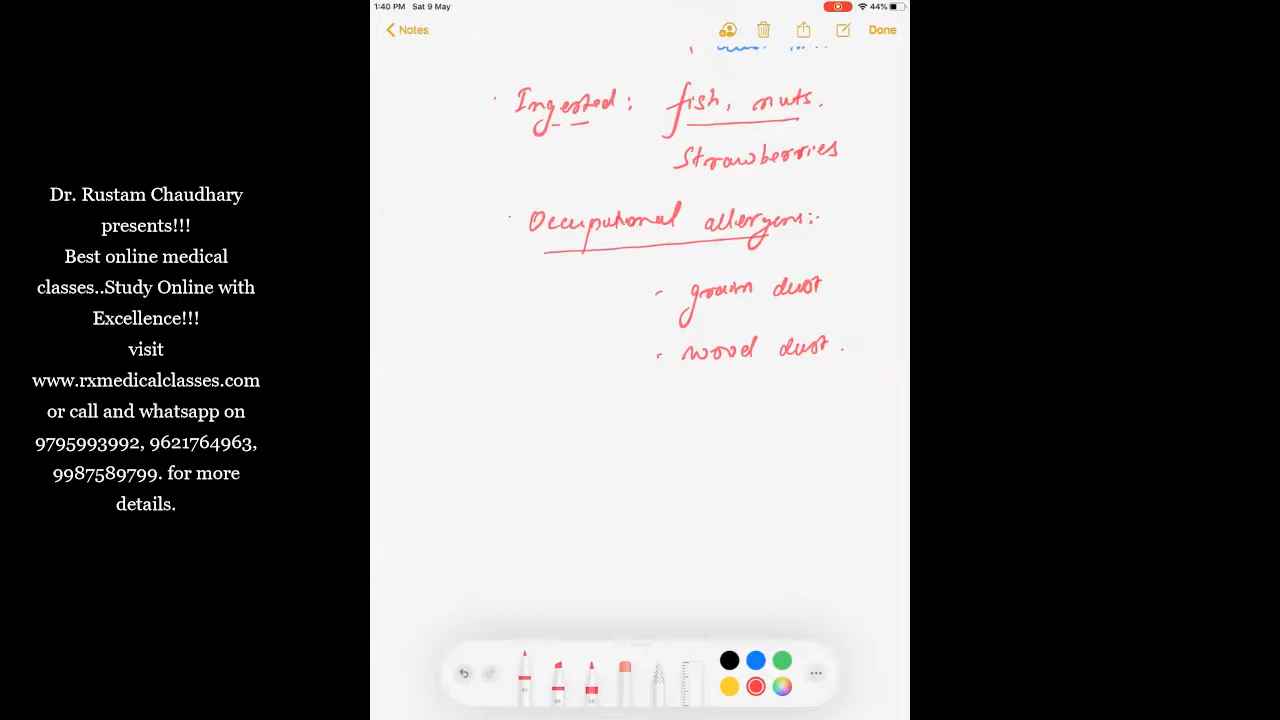 1:40 PM Sat 9 May
44%
Notes
Done
Ingested: fish, nuts.
Strawberries
Occupational allergens:-
- grain dust
- wood dust.
Dr. Rustam Chaudhary
presents!!!
Best online medical
classes..Study Online with
Excellence!!!
visit
www.rxmedicalclasses.com
or call and whatsapp on
9795993992, 9621764963,
9987589799. for more
details.